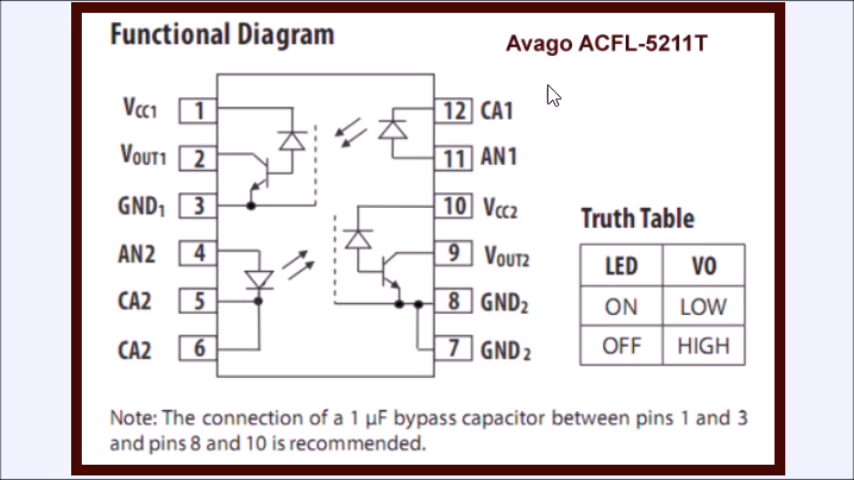 Functional Diagram
Avago ACFL-5211T
VCC1 1
VOUT1 2
GND1 3
AN2 4
CA2 5
CA2 6
12 CA1
11 AN1
10 VCC2
9 VOUT2
8 GND2
7 GND2
Truth Table
LED VO
ON LOW
OFF HIGH
Note: The connection of a 1 µF bypass capacitor between pins 1 and 3
and pins 8 and 10 is recommended.